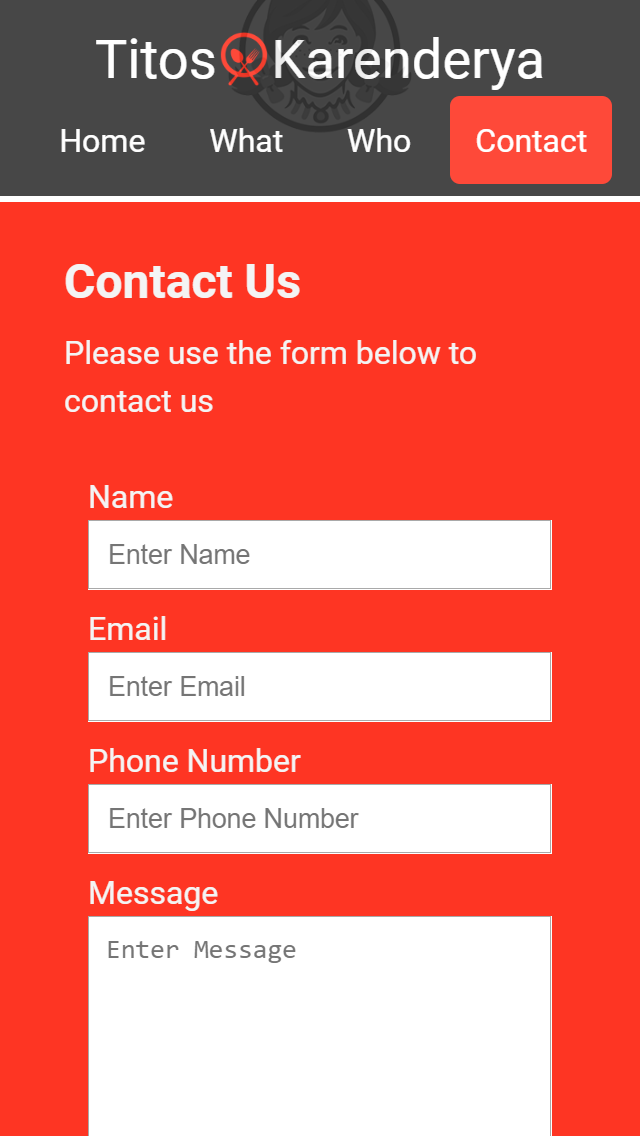 Titos Karenderya
Home What Who Contact
Contact Us
Please use the form below to
contact us
Name
Enter Name
Email
Enter Email
Phone Number
Enter Phone Number
Message
Enter Message